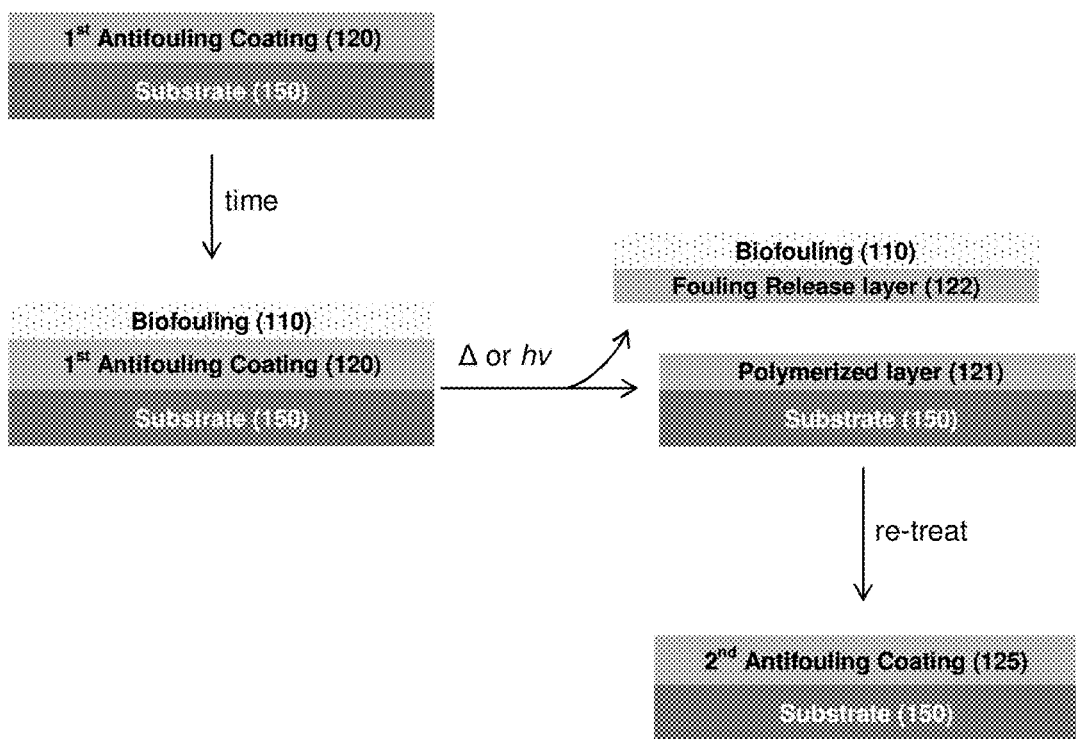 1st Antifouling Coating (120)
Substrate (150)
time
Biofouling (110)
1st Antifouling Coating (120)
Substrate (150)
Δ or hν
Biofouling (110)
Fouling Release layer (122)
Polymerized layer (121)
Substrate (150)
re-treat
2nd Antifouling Coating (125)
Substrate (150)